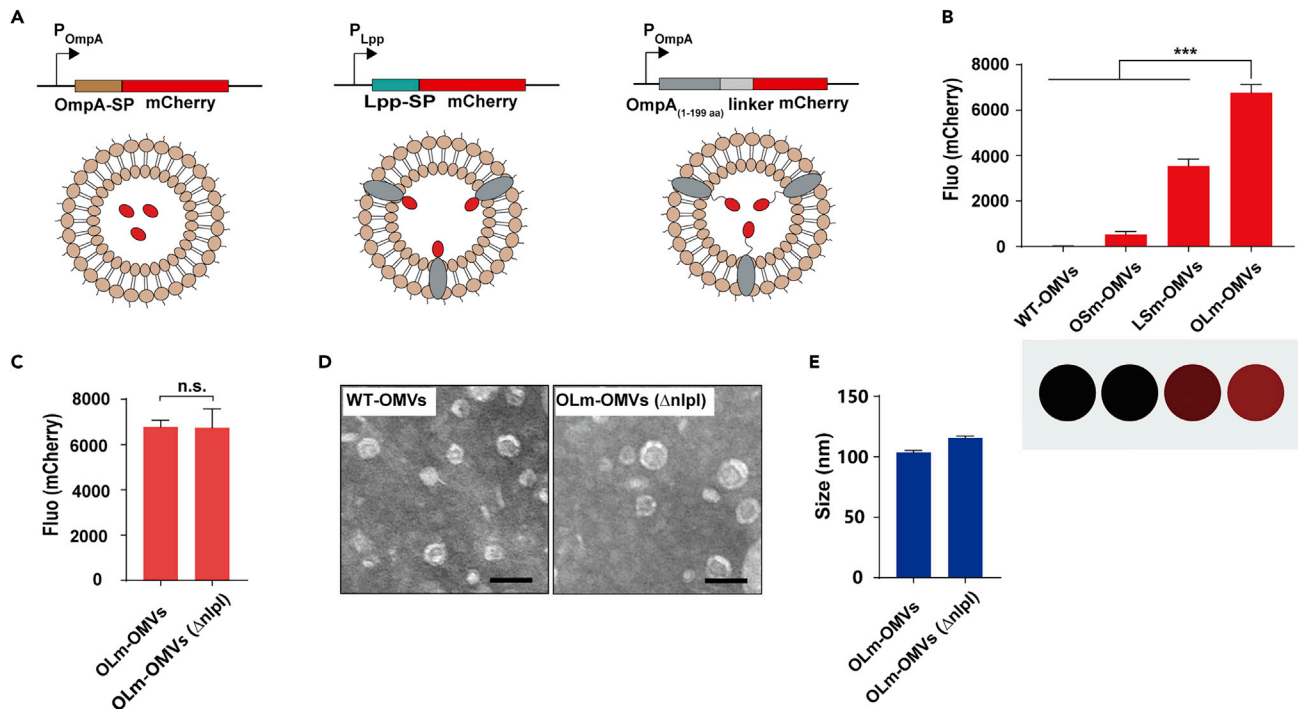 A
P OmpA
OmpA-SP mCherry
P Lpp
Lpp-SP mCherry
P OmpA
OmpA (1-199 aa) linker mCherry
B
***
Fluo (mCherry)
8000
6000
4000
2000
0
WT-OMVs
OSm-OMVs
LSm-OMVs
OLm-OMVs
C
n.s.
Fluo (mCherry)
8000
6000
4000
2000
0
OLm-OMVs
OLm-OMVs (ΔnlpI)
D
WT-OMVs
OLm-OMVs (ΔnlpI)
E
Size (nm)
150
100
50
0
OLm-OMVs
OLm-OMVs (ΔnlpI)